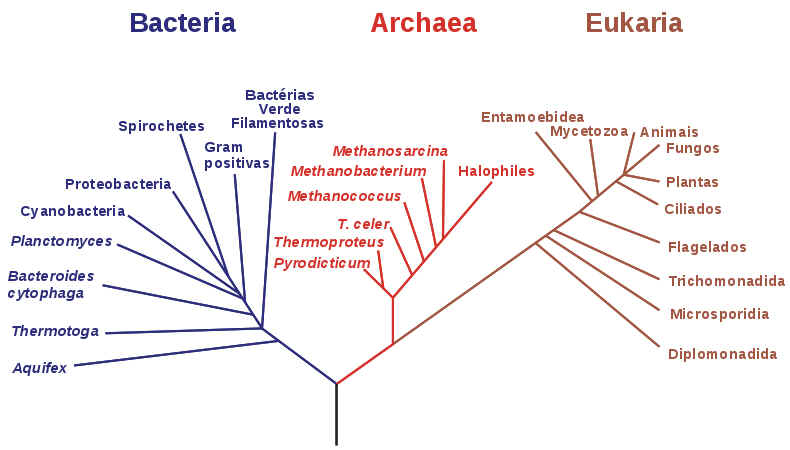 Bacteria
Archaea
Eukaria
Bactérias
Verde
Filamentosas
Spirochetes
Gram
positivas
Proteobacteria
Cyanobacteria
Planctomyces
Bacteroides
cytophaga
Thermotoga
Aquifex
Methanosarcina
Methanobacterium
Halophiles
Methanococcus
T. celer
Thermoproteus
Pyrodicticum
Entamoebidea
Mycetozoa
Animais
Fungos
Plantas
Ciliados
Flagelados
Trichomonadida
Microsporidia
Diplomonadida